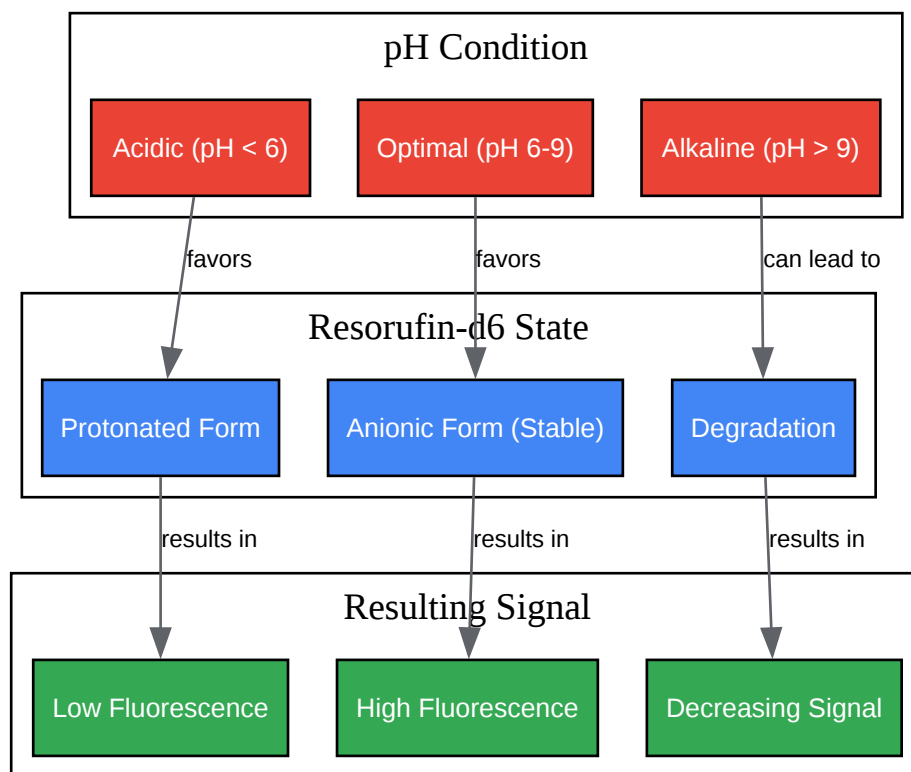 pH Condition
Acidic (pH < 6)
Optimal (pH 6-9)
Alkaline (pH > 9)
favors
favors
can lead to
Resorufin-d6 State
Protonated Form
Anionic Form (Stable)
Degradation
results in
results in
results in
Resulting Signal
Low Fluorescence
High Fluorescence
Decreasing Signal